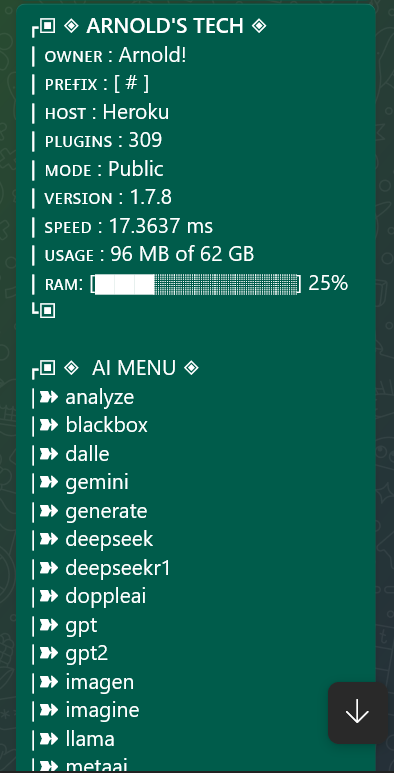 ┏▣ ◈ ARNOLD'S TECH ◈
┃ ᴏᴡɴᴇʀ : Arnold!
┃ ᴘʀᴇғɪx : [ # ]
┃ ʜᴏsᴛ : Heroku
┃ ᴘʟᴜɢɪɴs : 309
┃ ᴍᴏᴅᴇ : Public
┃ ᴠᴇʀsɪᴏɴ : 1.7.8
┃ sᴘᴇᴇᴅ : 17.3637 ms
┃ ᴜsᴀɢᴇ : 96 MB of 62 GB
┃ ʀᴀᴍ: [█████▒▒▒▒▒▒▒▒▒▒▒▒] 25%
┗▣
┏▣ ◈ AI MENU ◈
│➽ analyze
│➽ blackbox
│➽ dalle
│➽ gemini
│➽ generate
│➽ deepseek
│➽ deepseekr1
│➽ doppleai
│➽ gpt
│➽ gpt2
│➽ imagen
│➽ imagine
│➽ llama
│➽ metaai